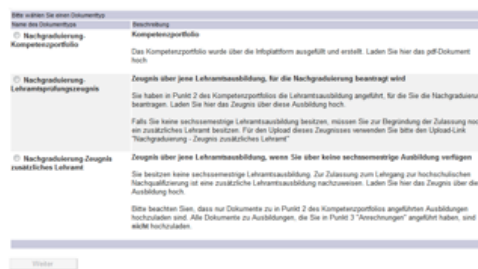 Bitte wählen Sie einen Dokumenttyp
Name des Dokumenttyps Beschreibung
Nachgraduierung-
Kompetenzportfolio
Kompetenzportfolio
Das Kompetenzportfolio wurde über die Infoplattform ausgefüllt und erstellt. Laden Sie hier das pdf-Dokument
hoch
Nachgraduierung-
Lehramtsprüfungszeugnis
Zeugnis über jene Lehramtsausbildung, für die Nachgraduierung beantragt wird
Sie haben in Punkt 2 des Kompetenzportfolios die Lehramtsausbildung angeführt, für die Sie die Nachgraduieru
beantragen. Laden Sie hier das Zeugnis über diese Ausbildung hoch.
Falls Sie keine sechssemestrige Lehramtsausbildung besitzen, müssen Sie zur Begründung der Zulassung noc
ein zusätzliches Lehramt besitzen. Für den Upload dieses Zeugnisses verwenden Sie bitte den Upload-Link
"Nachgraduierung - Zeugnis zusätzliches Lehramt"
Nachgraduierung-Zeugnis
zusätzliches Lehramt
Zeugnis über jene Lehramtsausbildung, wenn Sie über keine sechssemestrige Ausbildung verfügen
Sie besitzen keine sechssemestrige Lehramtsausbildung. Zur Zulassung zum Lehrgang zur hochschulischen
Nachqualifizierung ist eine zusätzliche Lehramtsausbildung nachzuweisen. Laden Sie hier das Zeugnis über die
Ausbildung hoch.
Bitte beachten Sie, dass nur Dokumente zu in Punkt 2 des Kompetenzportfolios angeführten Ausbildungen
hochzuladen sind. Alle Dokumente zu Ausbildungen, die Sie in Punkt 3 "Anrechnungen" angeführt haben, sind
nicht hochzuladen.
Weiter